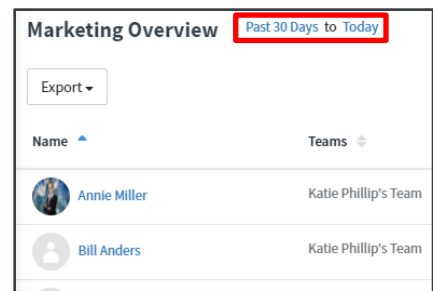 Marketing Overview Past 30 Days to Today
Export
Name Teams
Annie Miller Katie Phillip's Team
Bill Anders Katie Phillip's Team